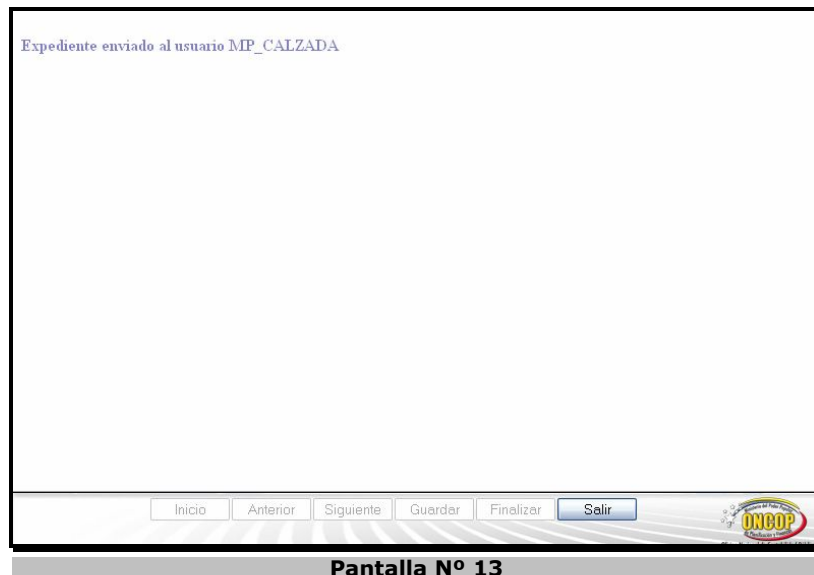 Expediente enviado al usuario MP_CALZADA
Inicio Anterior Siguiente Guardar Finalizar Salir
ONCOP
Pantalla Nº 13